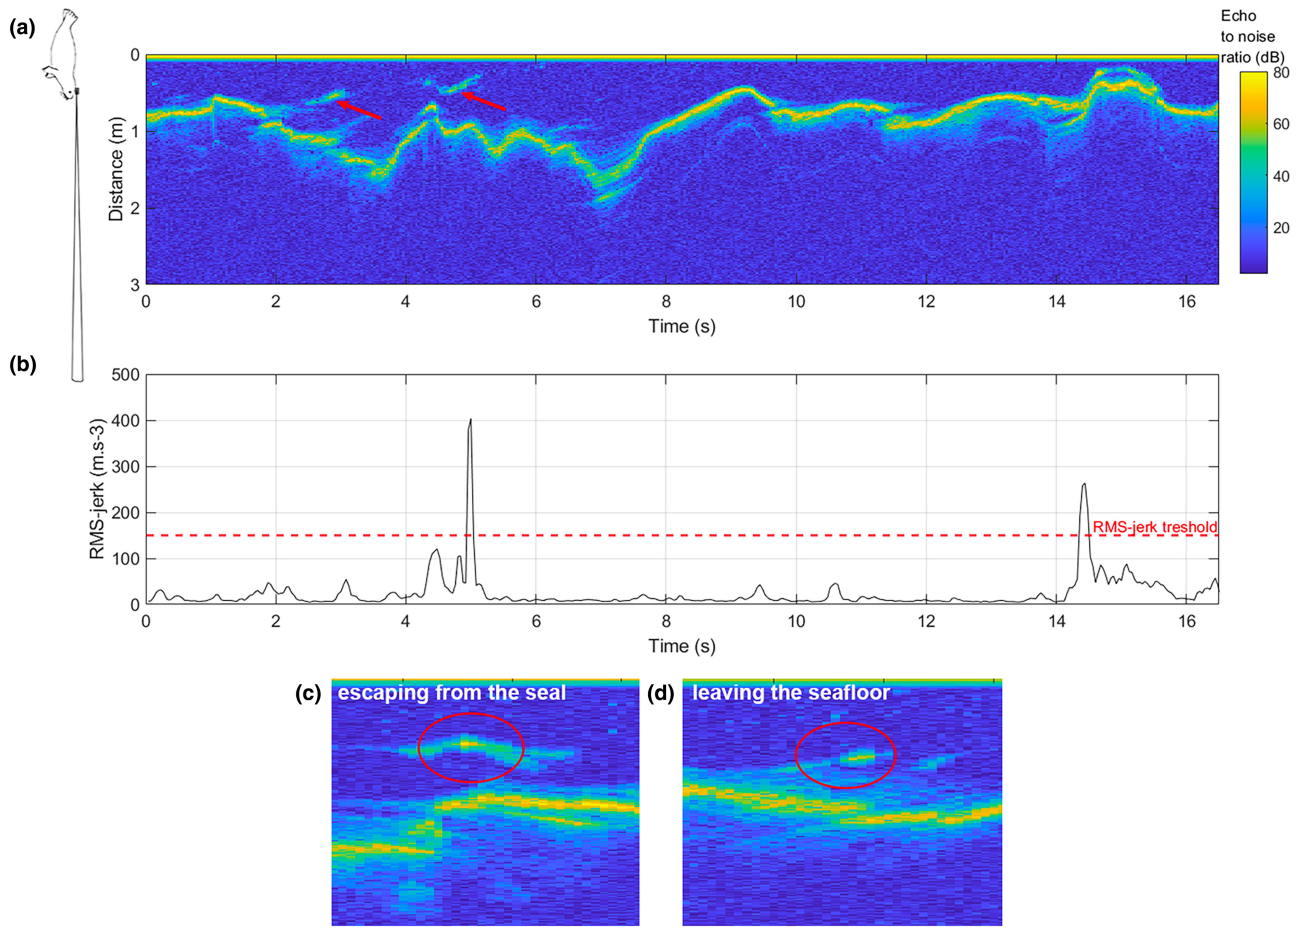 (a)
Echo
to noise
ratio (dB)
0
1
2
3
Distance (m)
80
60
40
20
0 2 4 6 8 10 12 14 16
Time (s)
(b)
500
400
300
200
100
0
RMS-jerk (m.s-3)
RMS-jerk treshold
0 2 4 6 8 10 12 14 16
Time (s)
(c) escaping from the seal
(d) leaving the seafloor